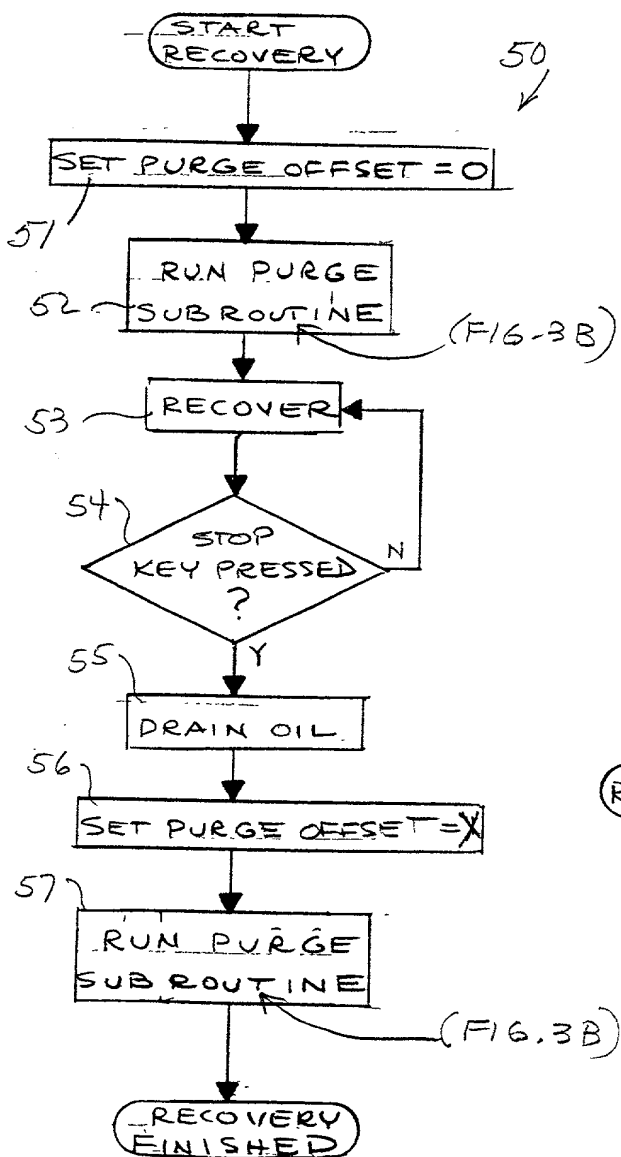 START
RECOVERY
50
SET PURGE OFFSET = 0
51
RUN PURGE
52
SUBROUTINE
(FIG-3B)
53
RECOVER
54
STOP
KEY PRESSED
?
N
Y
55
DRAIN OIL
56
SET PURGE OFFSET = X
R
57
RUN PURGE
SUBROUTINE
(FIG. 3B)
RECOVERY
FINISHED